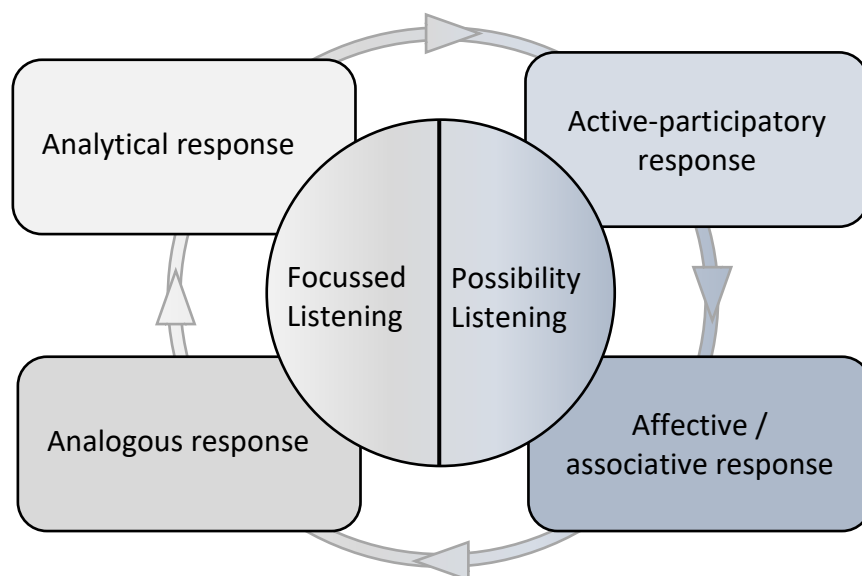 Analytical response
Active-participatory
response
Focussed
Listening
Possibility
Listening
Analogous response
Affective /
associative response